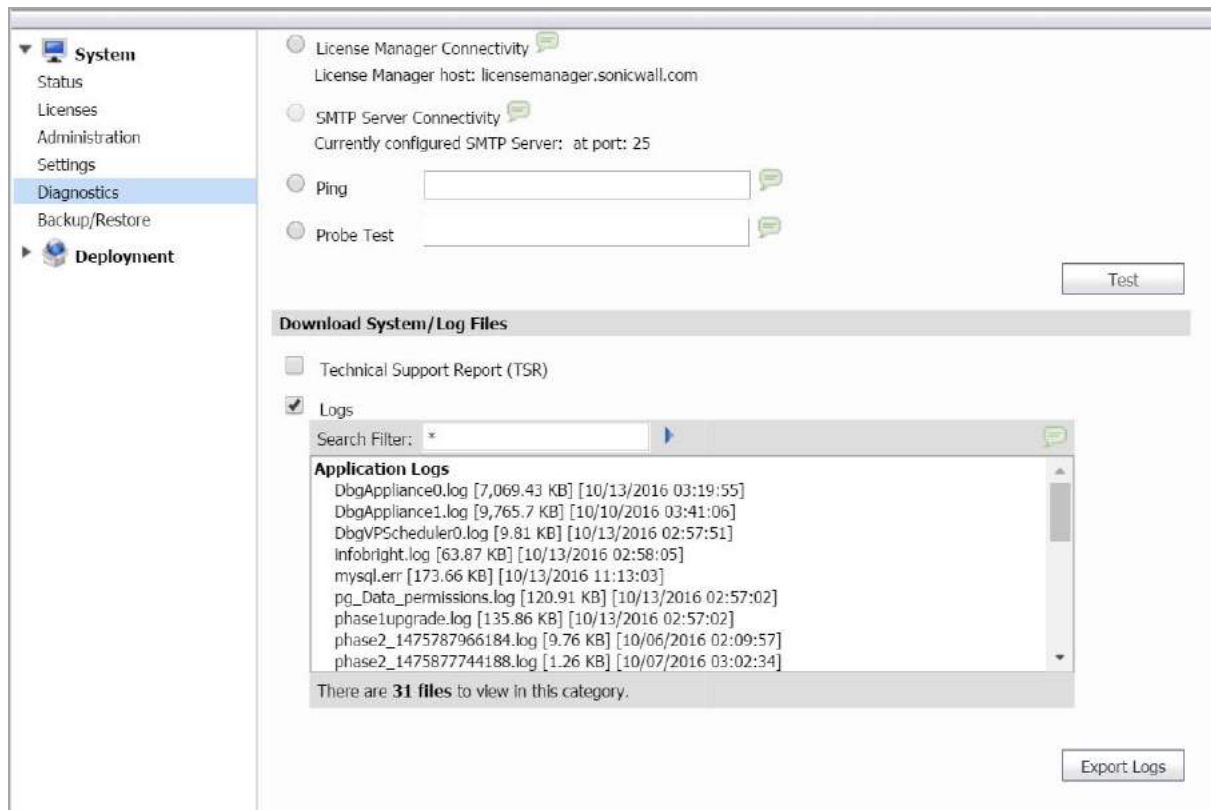 System
Status
Licenses
Administration
Settings
Diagnostics
Backup/Restore
Deployment
License Manager Connectivity
License Manager host: licensemanager.sonicwall.com
SMTP Server Connectivity
Currently configured SMTP Server: at port: 25
Ping
Probe Test
Test
Download System/Log Files
Technical Support Report (TSR)
Logs
Search Filter: *
Application Logs
DbgAppliance0.log [7,069.43 KB] [10/13/2016 03:19:55]
DbgAppliance1.log [9,765.7 KB] [10/10/2016 03:41:06]
DbgVPScheduler0.log [9.81 KB] [10/13/2016 02:57:51]
infobright.log [63.87 KB] [10/13/2016 02:58:05]
mysql.err [173.66 KB] [10/13/2016 11:13:03]
pg_Data_permissions.log [120.91 KB] [10/13/2016 02:57:02]
phase1upgrade.log [135.86 KB] [10/13/2016 02:57:02]
phase2_1475787966184.log [9.76 KB] [10/06/2016 02:09:57]
phase2_1475877744188.log [1.26 KB] [10/07/2016 03:02:34]
There are 31 files to view in this category.
Export Logs